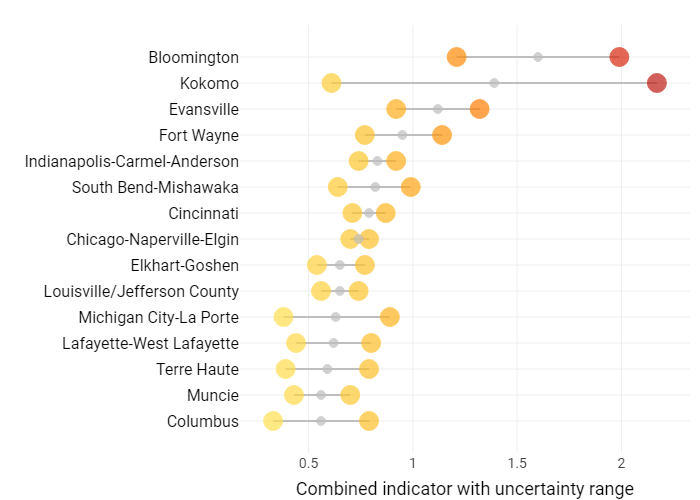 Bloomington
Kokomo
Evansville
Fort Wayne
Indianapolis-Carmel-Anderson
South Bend-Mishawaka
Cincinnati
Chicago-Naperville-Elgin
Elkhart-Goshen
Louisville/Jefferson County
Michigan City-La Porte
Lafayette-West Lafayette
Terre Haute
Muncie
Columbus
0.5 1 1.5 2
Combined indicator with uncertainty range